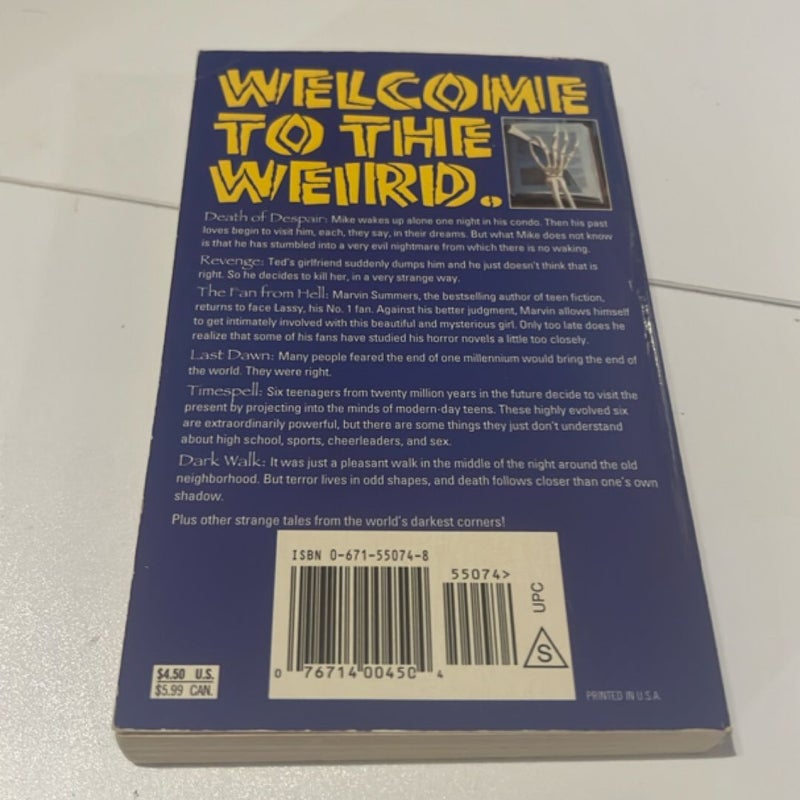 WELCOME
TO THE
WEIRD.
Death of Despair: Mike wakes up alone one night in his condo. Then his past
loves begin to visit him, each, they say, in their dreams. But what Mike does not know
is that he has stumbled into a very evil nightmare from which there is no waking.
Revenge: Ted's girlfriend suddenly dumps him and he just doesn't think that is
right. So he decides to kill her, in a very strange way.
The Fan from Hell: Marvin Summers, the bestselling author of teen fiction,
returns to face Lassy, his No. 1 fan. Against his better judgment, Marvin allows himself
to get intimately involved with this beautiful and mysterious girl. Only too late does he
realize that some of his fans have studied his horror novels a little too closely.
Last Dawn: Many people feared the end of one millennium would bring the end of
the world. They were right.
Timespell: Six teenagers from twenty million years in the future decide to visit the
present by projecting into the minds of modern-day teens. These highly evolved six
are extraordinarily powerful, but there are some things they just don't understand
about high school, sports, cheerleaders, and sex.
Dark Walk: It was just a pleasant walk in the middle of the night around the old
neighborhood. But terror lives in odd shapes, and death follows closer than one's own
shadow.
Plus other strange tales from the world's darkest corners!
ISBN 0-671-55074-8
55074>
UPC
S
0 76714 00450 4
$4.50 U.S.
$5.99 CAN.
PRINTED IN U.S.A.